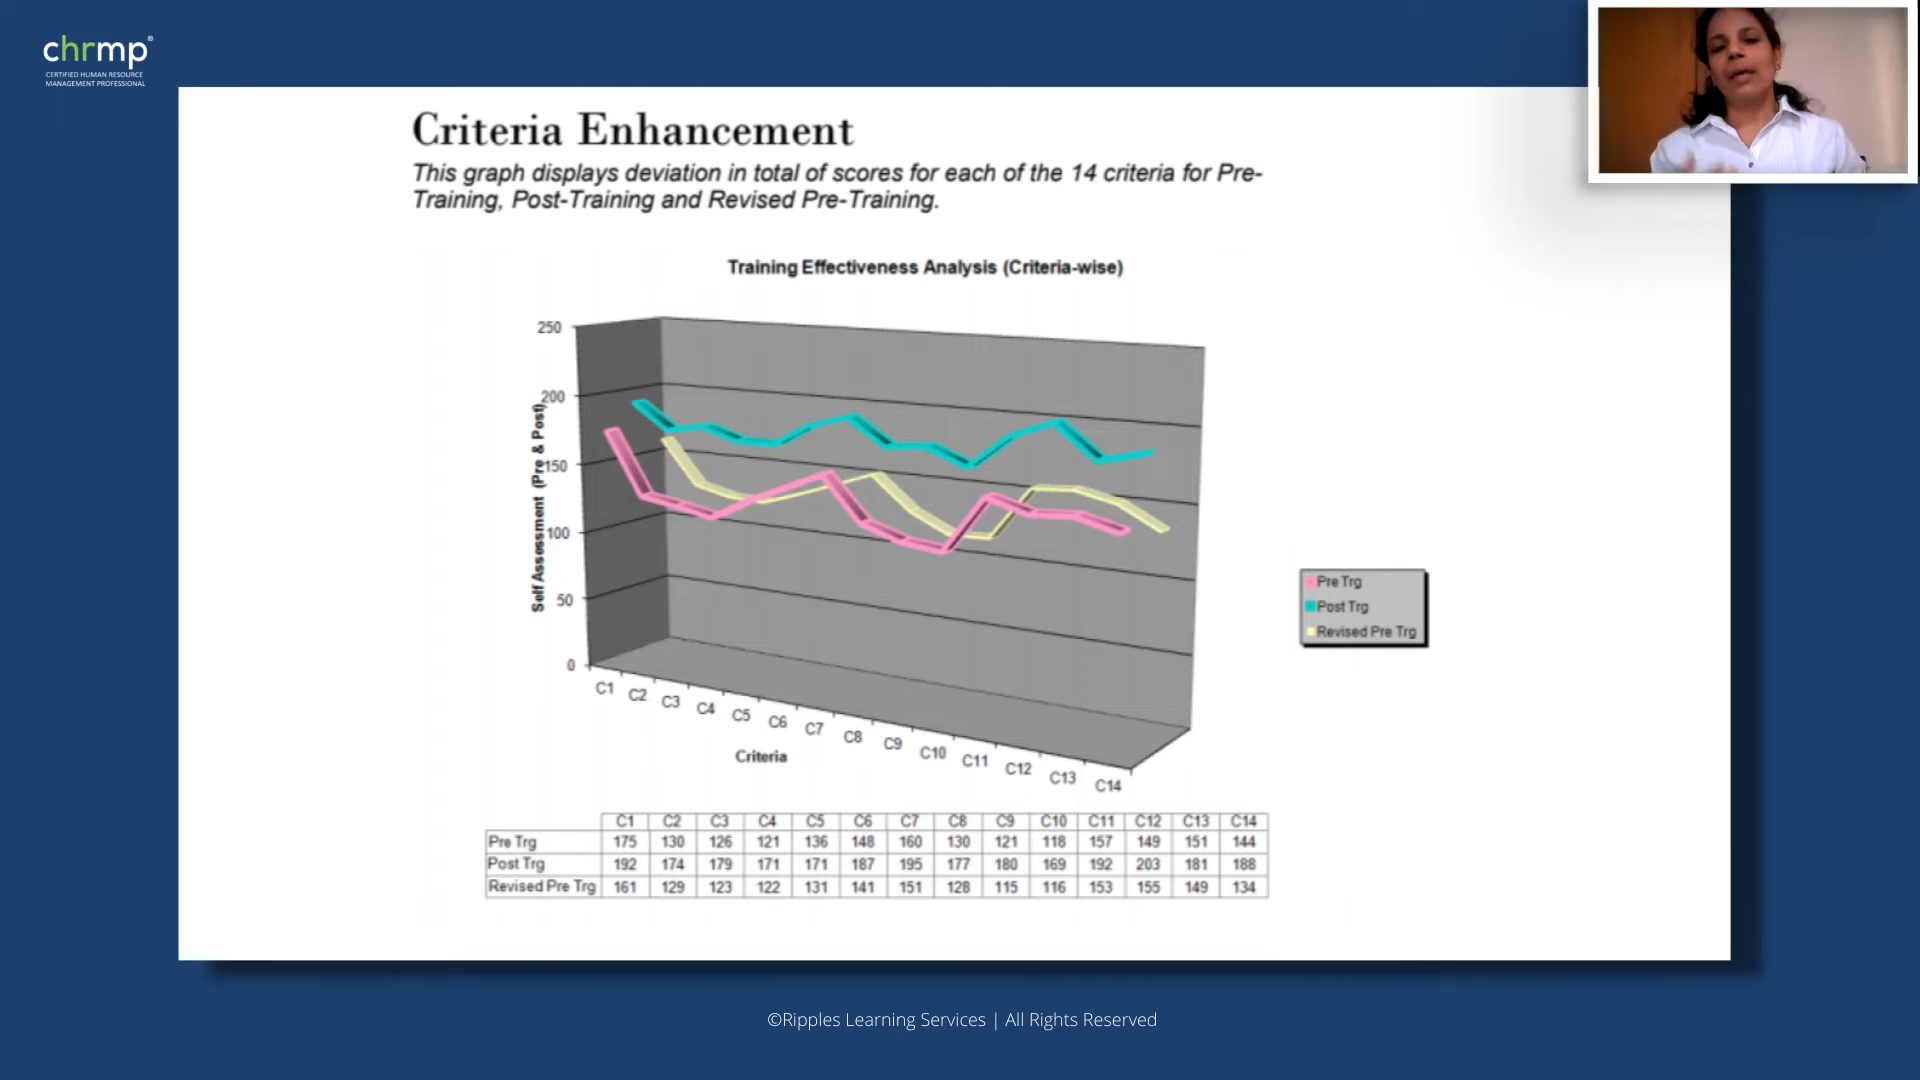 chrmp®
CERTIFIED HUMAN RESOURCE
MANAGEMENT PROFESSIONAL
Criteria Enhancement
This graph displays deviation in total of scores for each of the 14 criteria for Pre-
Training, Post-Training and Revised Pre-Training.
Training Effectiveness Analysis (Criteria-wise)
250
200
150
100
50
0
Self Assessment (Pre & Post)
C1 C2 C3 C4 C5 C6 C7 C8 C9 C10 C11 C12 C13 C14
Criteria
Pre Trg
Post Trg
Revised Pre Trg
C1 C2 C3 C4 C5 C6 C7 C8 C9 C10 C11 C12 C13 C14
Pre Trg 175 130 126 121 136 148 160 130 121 118 157 149 151 144
Post Trg 192 174 179 171 171 187 195 177 180 169 192 203 181 188
Revised Pre Trg 161 129 123 122 131 141 151 128 115 116 153 155 149 134
©Ripples Learning Services | All Rights Reserved